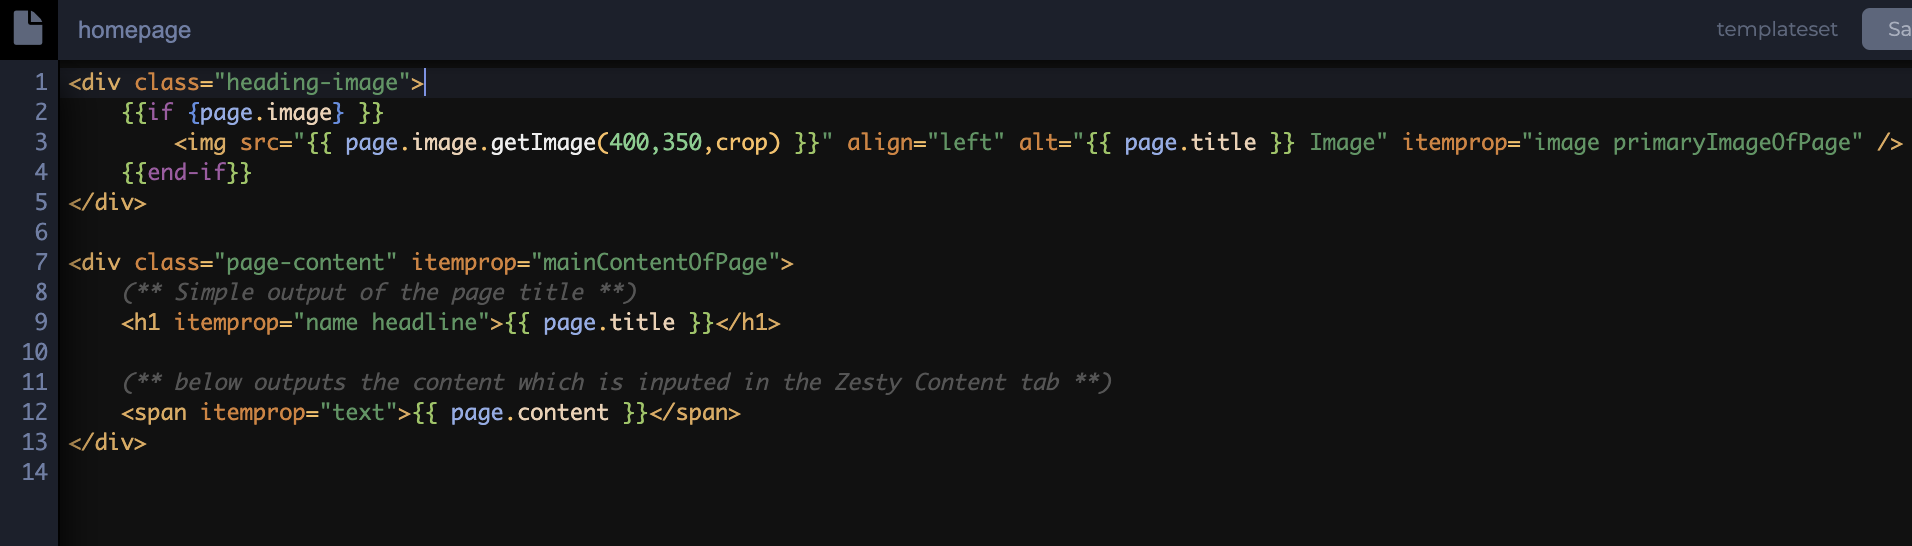 homepage
templateset
Sa
1 <div class="heading-image">
2     {{if {page.image} }}
3         <img src="{{ page.image.getImage(400,350,crop) }}" align="left" alt="{{ page.title }} Image" itemprop="image primaryImageOfPage" />
4     {{end-if}}
5 </div>
6
7 <div class="page-content" itemprop="mainContentOfPage">
8     (** Simple output of the page title **)
9     <h1 itemprop="name headline">{{ page.title }}</h1>
10
11     (** below outputs the content which is inputed in the Zesty Content tab **)
12     <span itemprop="text">{{ page.content }}</span>
13 </div>
14